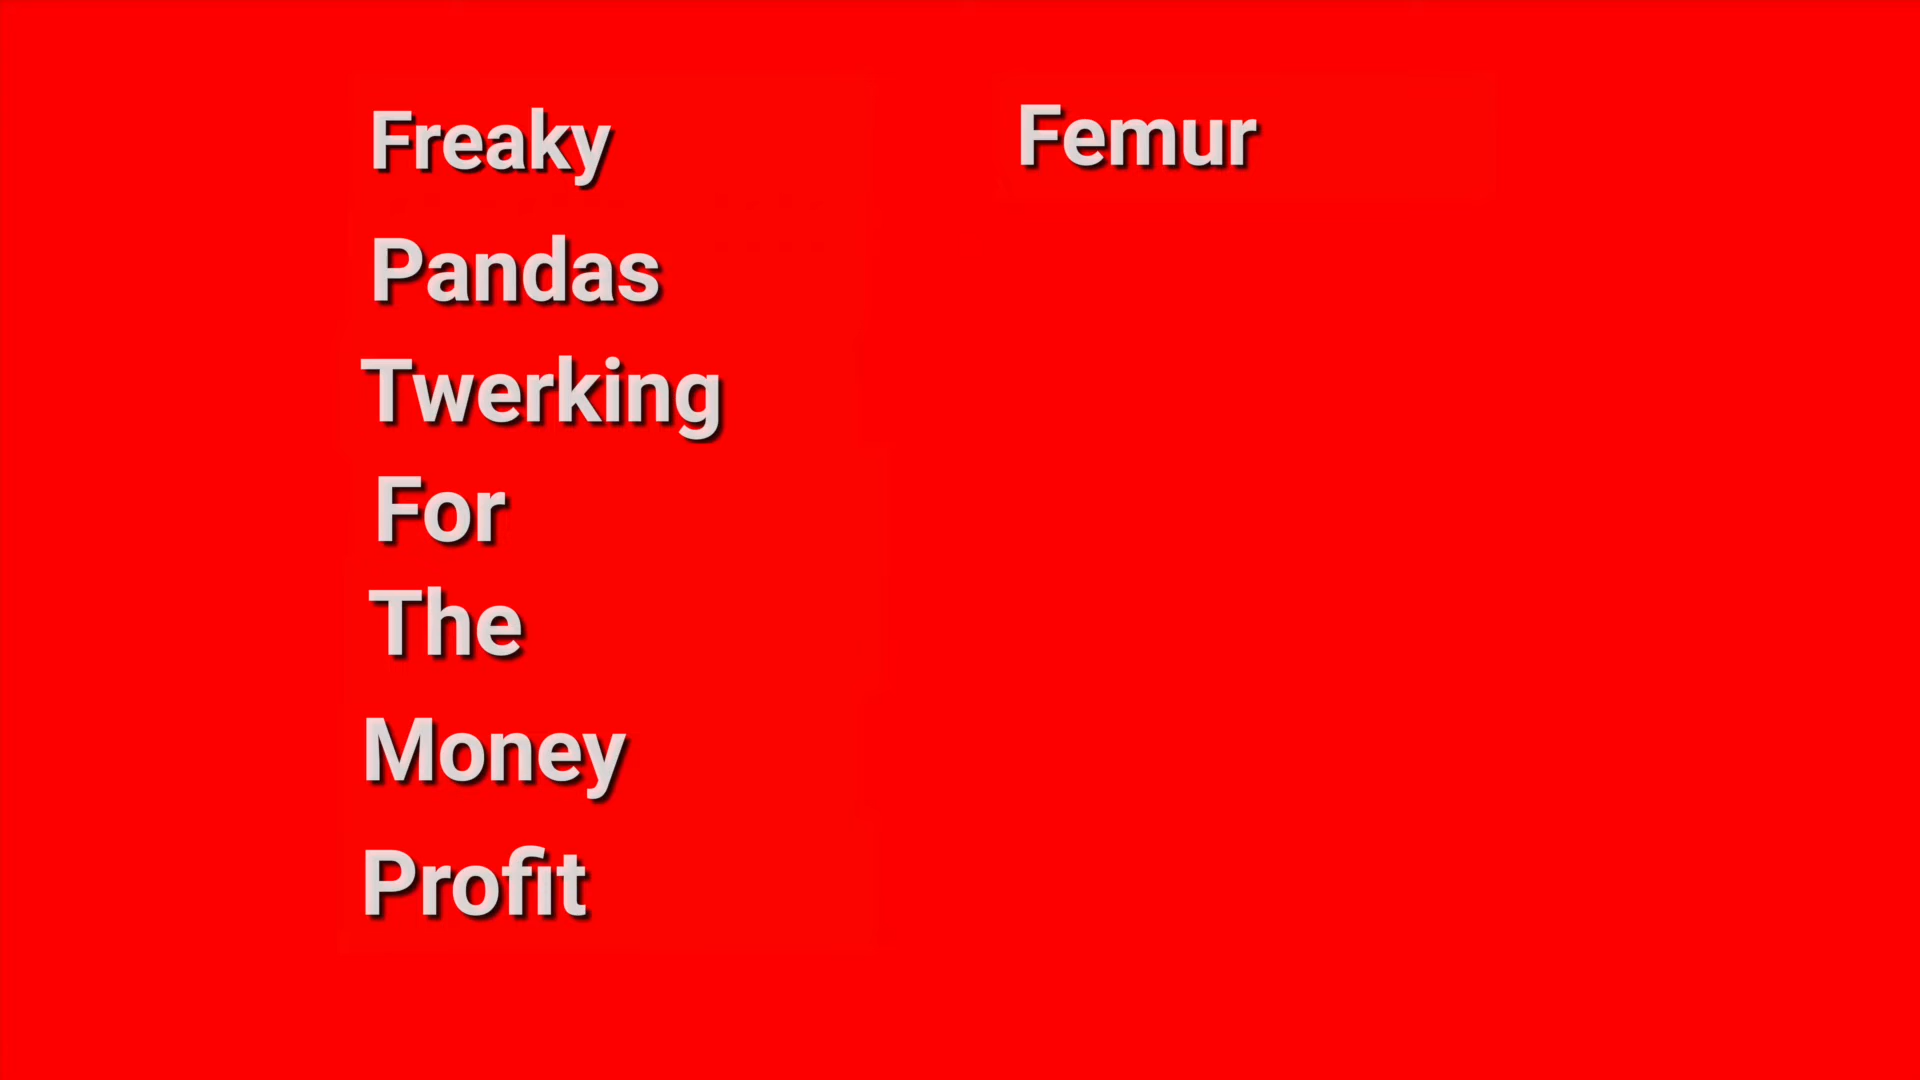 Freaky
Pandas
Twerking
For
The
Money
Profit
Femur